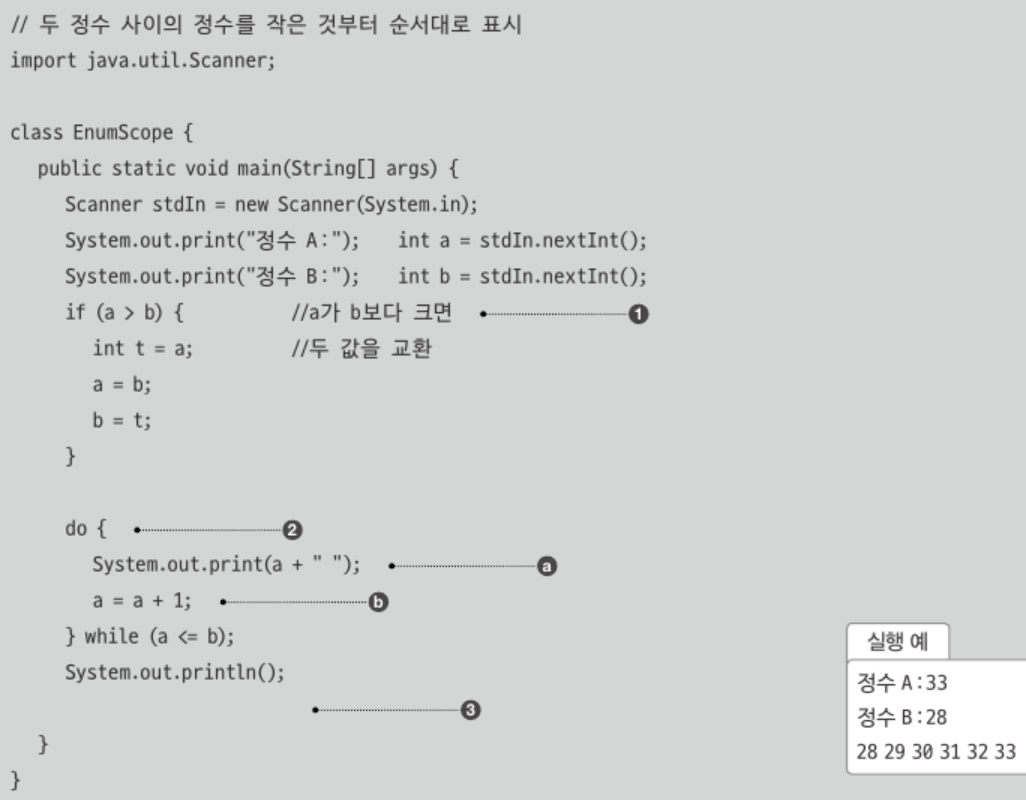 // 두 정수 사이의 정수를 작은 것부터 순서대로 표시
import java.util.Scanner;
class EnumScope {
public static void main(String[] args) {
Scanner stdIn = new Scanner(System.in);
System.out.print("정수 A:"); int a = stdIn.nextInt();
System.out.print("정수 B:"); int b = stdIn.nextInt();
if (a > b) { //a가 b보다 크면 1
int t = a; //두 값을 교환
a = b;
b = t;
}
do { 2
System.out.print(a + " "); a
a = a + 1; b
} while (a <= b);
System.out.println();
3
}
}
실행 예
정수 A:33
정수 B:28
28 29 30 31 32 33